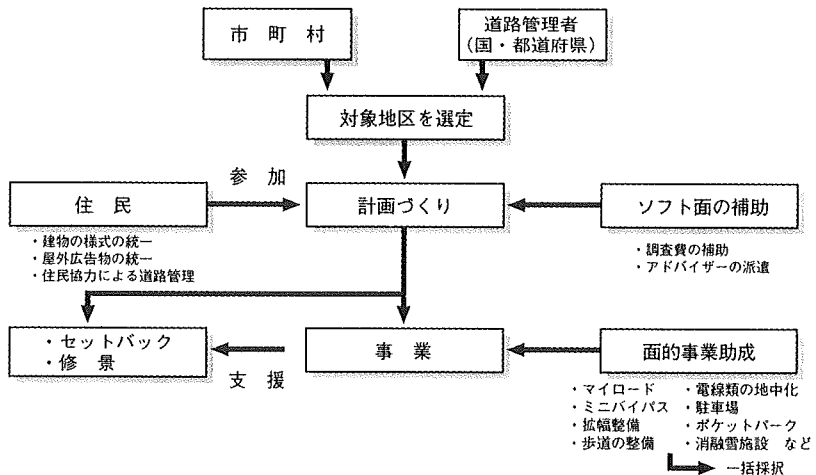 市 町 村
道路管理者
(国・都道府県)
対象地区を選定
参 加
住 民
計画づくり
ソフト面の補助
・建物の様式の統一
・屋外広告物の統一
・住民協力による道路管理
・調査費の補助
・アドバイザーの派遣
・セットバック
・修 景
支 援
事 業
面的事業助成
・マイロード
・ミニバイパス
・拡幅整備
・歩道の整備
・電線類の地中化
・駐車場
・ポケットパーク
・消融雪施設 など
一括採択